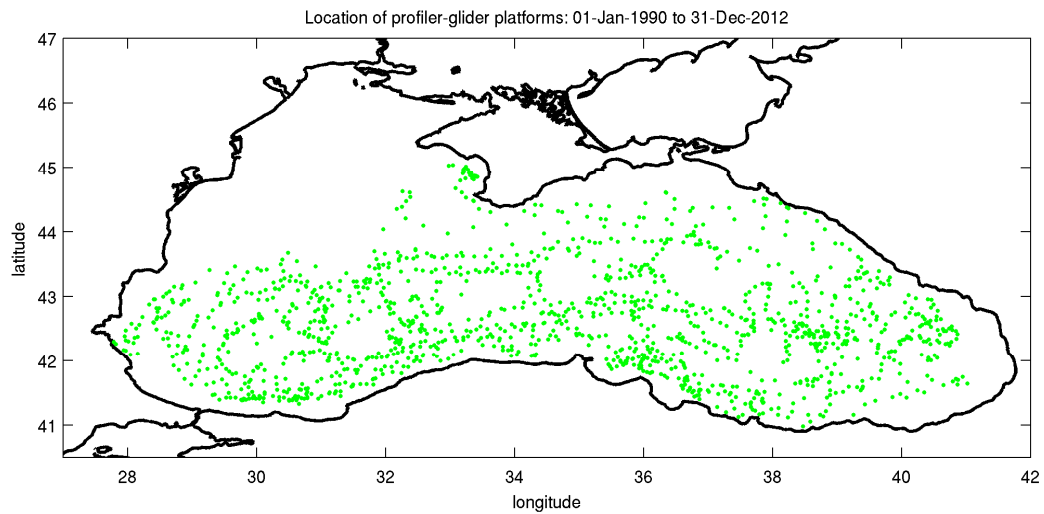 Location of profiler-glider platforms: 01-Jan-1990 to 31-Dec-2012
47
46
45
44
43
42
41
latitude
28 30 32 34 36 38 40 42
longitude